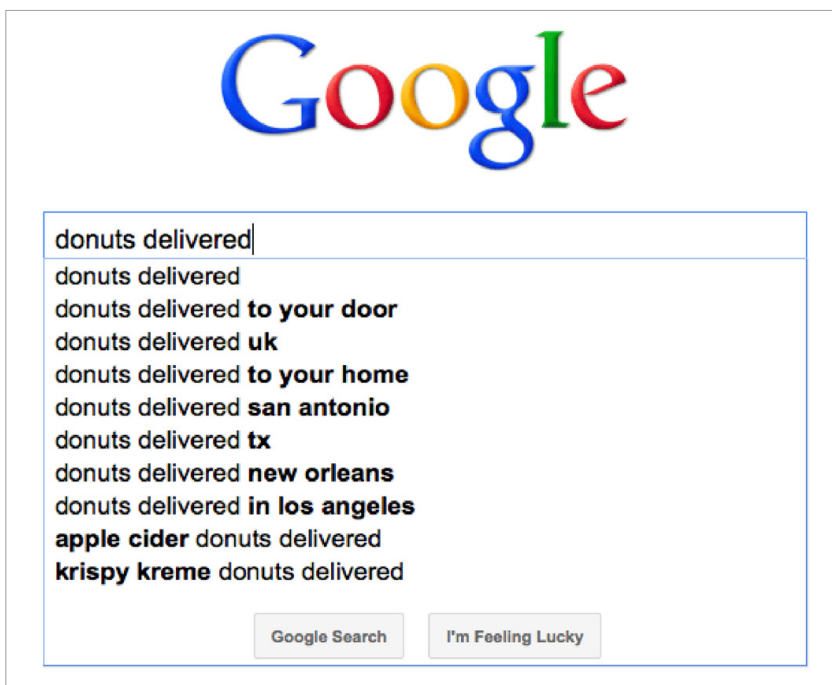 Google
donuts delivered
donuts delivered
donuts delivered to your door
donuts delivered uk
donuts delivered to your home
donuts delivered san antonio
donuts delivered tx
donuts delivered new orleans
donuts delivered in los angeles
apple cider donuts delivered
krispy kreme donuts delivered
Google Search I'm Feeling Lucky